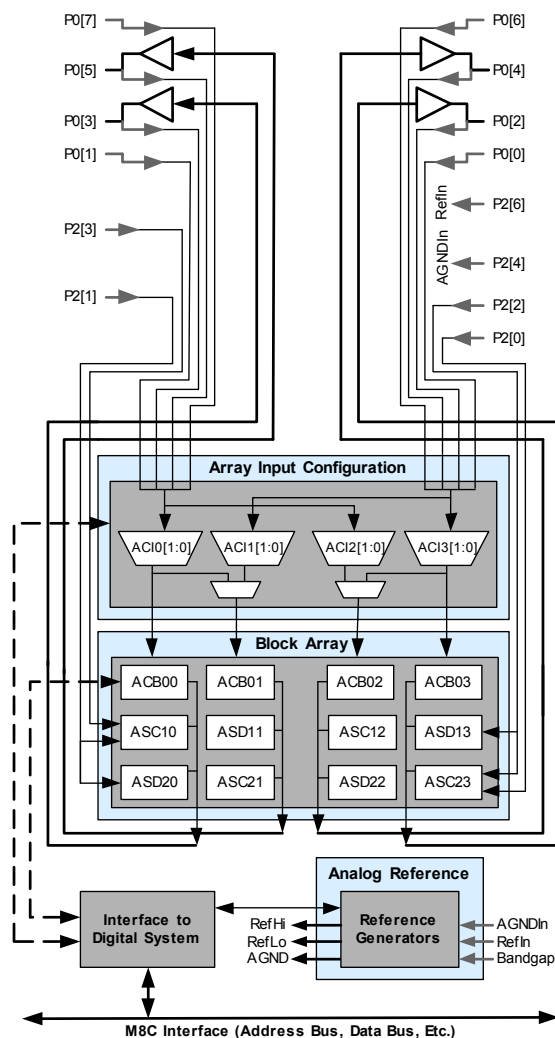 P0[7]
P0[6]
P0[5]
P0[4]
P0[3]
P0[2]
P0[1]
P0[0]
P2[3]
RefIn
P2[6]
AGNDIn
P2[4]
P2[1]
P2[2]
P2[0]
Array Input Configuration
ACI0[1:0]
ACI1[1:0]
ACI2[1:0]
ACI3[1:0]
Block Array
ACB00
ACB01
ACB02
ACB03
ASC10
ASD11
ASC12
ASD13
ASD20
ASC21
ASD22
ASC23
Analog Reference
Interface to
Digital System
RefHi
RefLo
AGND
Reference
Generators
AGNDIn
RefIn
Bandgap
M8C Interface (Address Bus, Data Bus, Etc.)